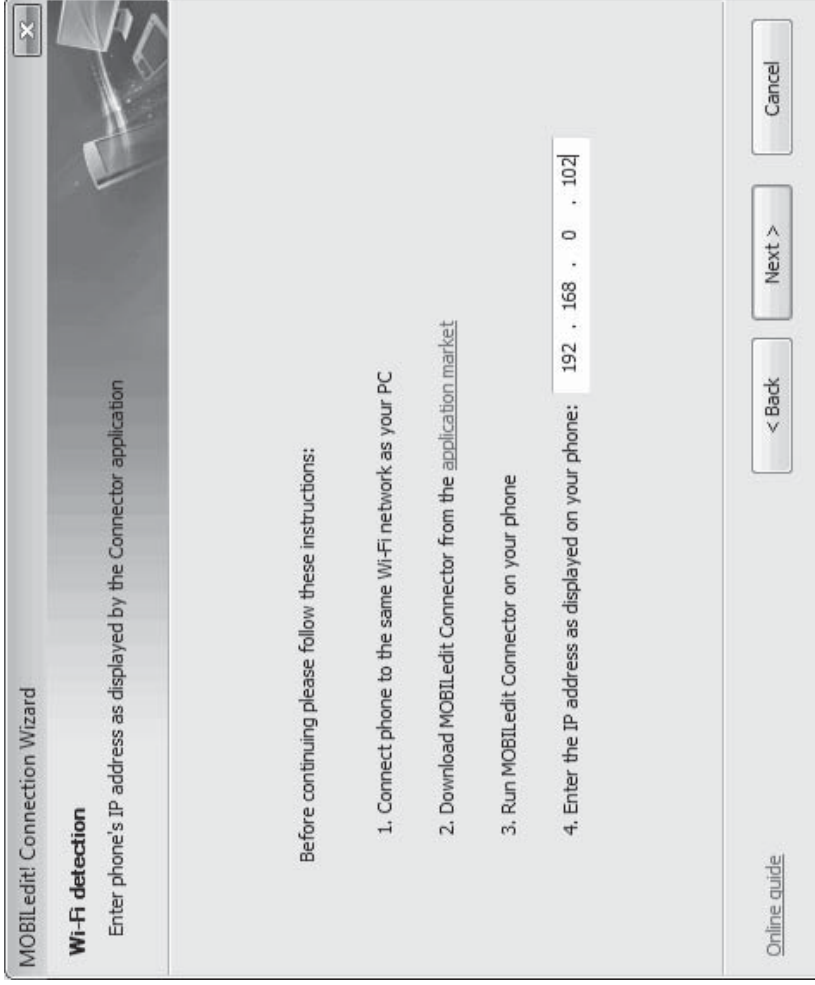 MOBILedit! Connection Wizard
Wi-Fi detection
Enter phone's IP address as displayed by the Connector application
Before continuing please follow these instructions:
1. Connect phone to the same Wi-Fi network as your PC
2. Download MOBILedit Connector from the application market
3. Run MOBILedit Connector on your phone
4. Enter the IP address as displayed on your phone: 192 . 168 . 0 . 102
Online guide
< Back
Next >
Cancel